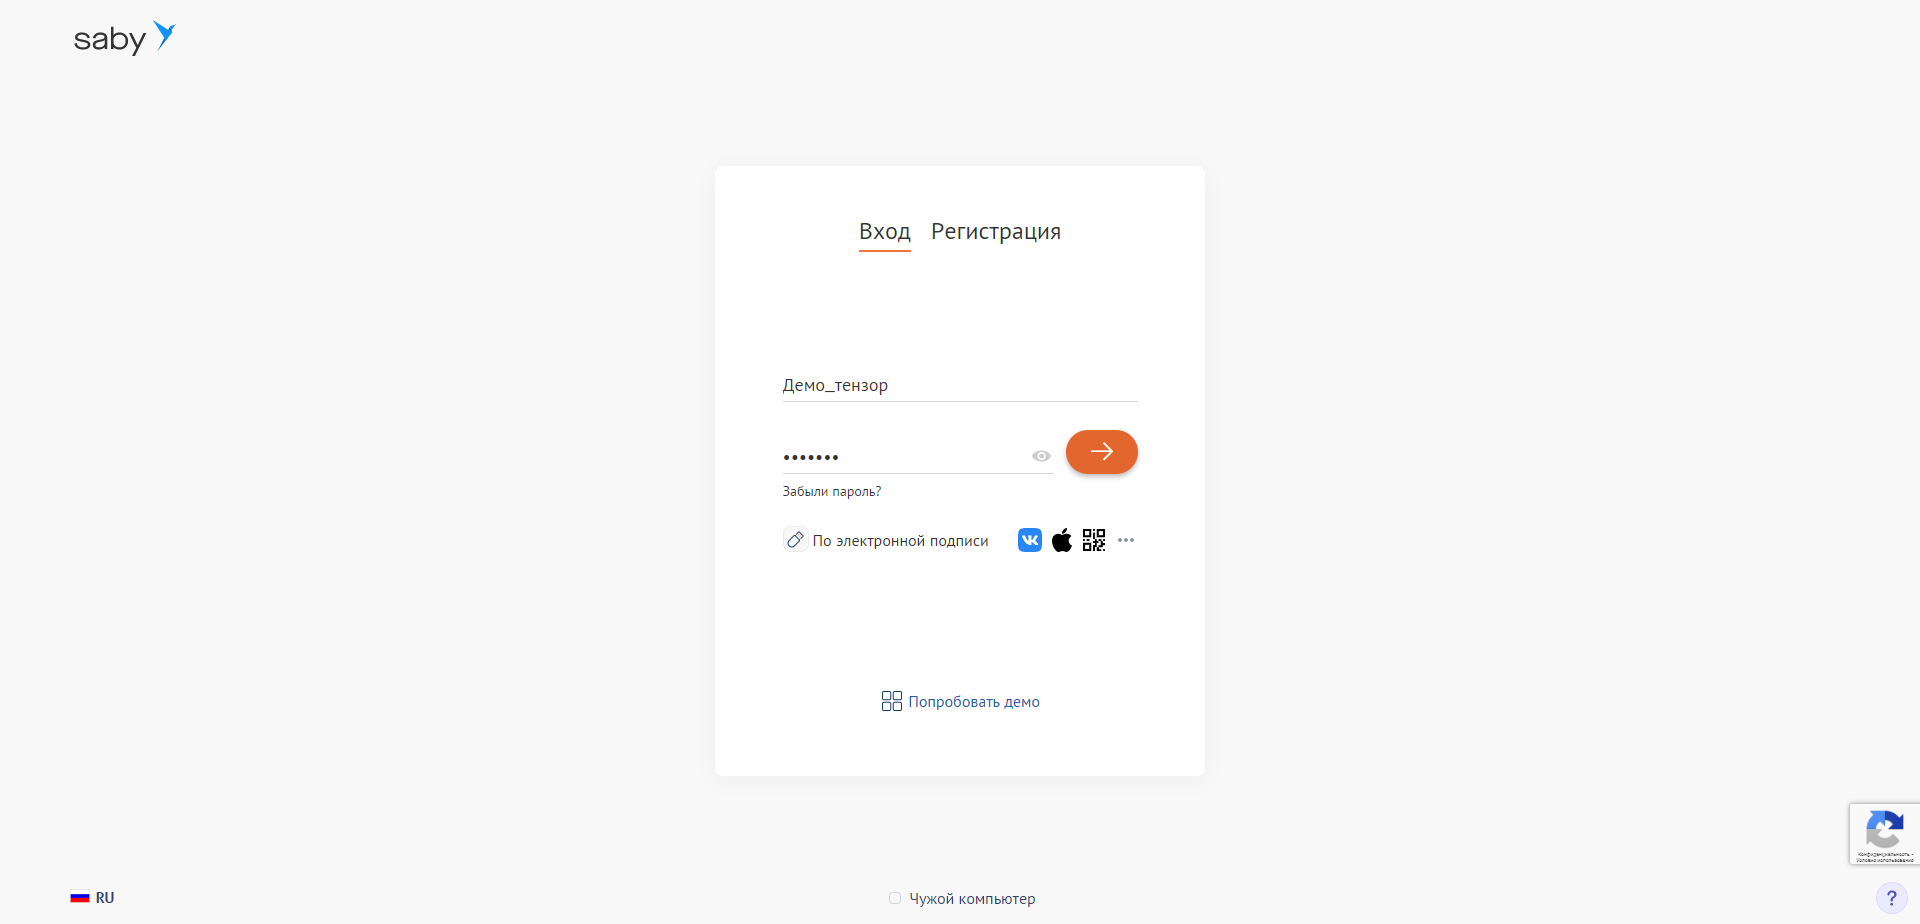 saby
Вход Регистрация
Демо_тензор
•••••••
Забыли пароль?
По электронной подписи
Попробовать демо
Конфиденциальность -
Условия использования
RU
Чужой компьютер
?